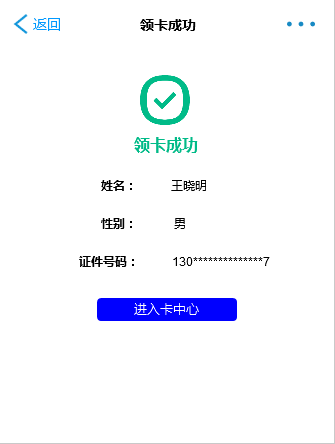 返回 领卡成功
领卡成功
姓名： 王晓明
性别： 男
证件号码： 130**************7
进入卡中心